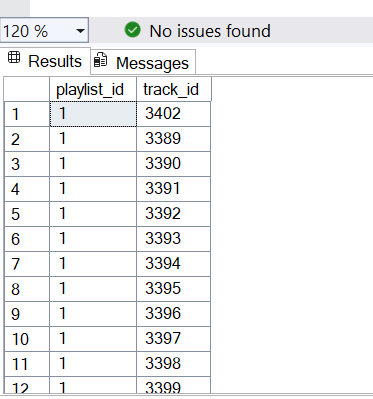 120 % No issues found
Results Messages
playlist_id track_id
1 1 3402
2 1 3389
3 1 3390
4 1 3391
5 1 3392
6 1 3393
7 1 3394
8 1 3395
9 1 3396
10 1 3397
11 1 3398
12 1 3399